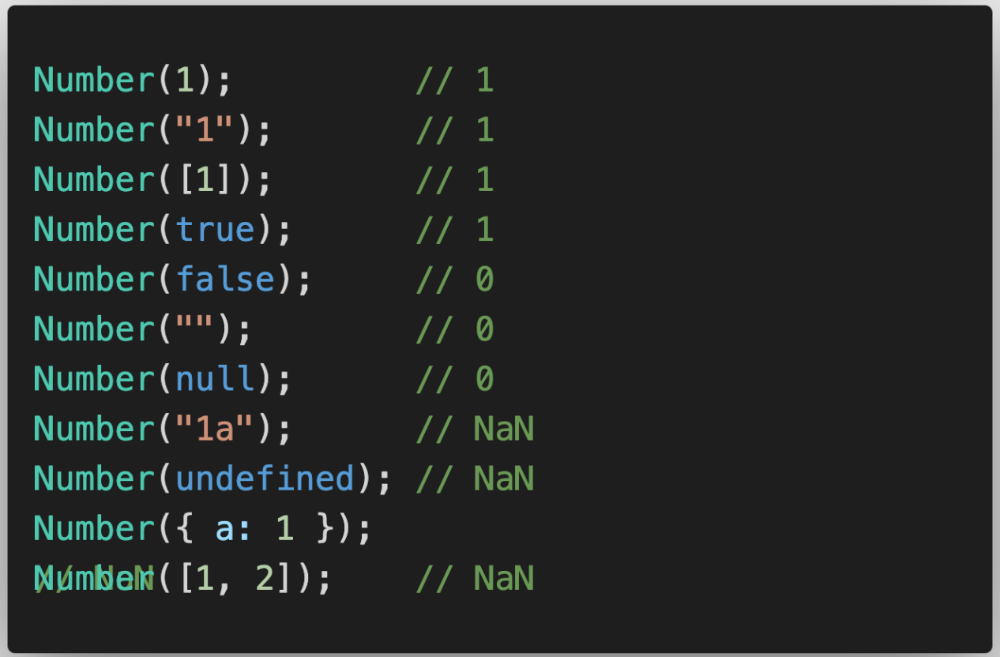 Number(1);         // 1
Number("1");       // 1
Number([1]);       // 1
Number(true);      // 1
Number(false);     // 0
Number("");        // 0
Number(null);      // 0
Number("1a");      // NaN
Number(undefined); // NaN
Number({ a: 1 });
// NaN
Number([1, 2]);    // NaN